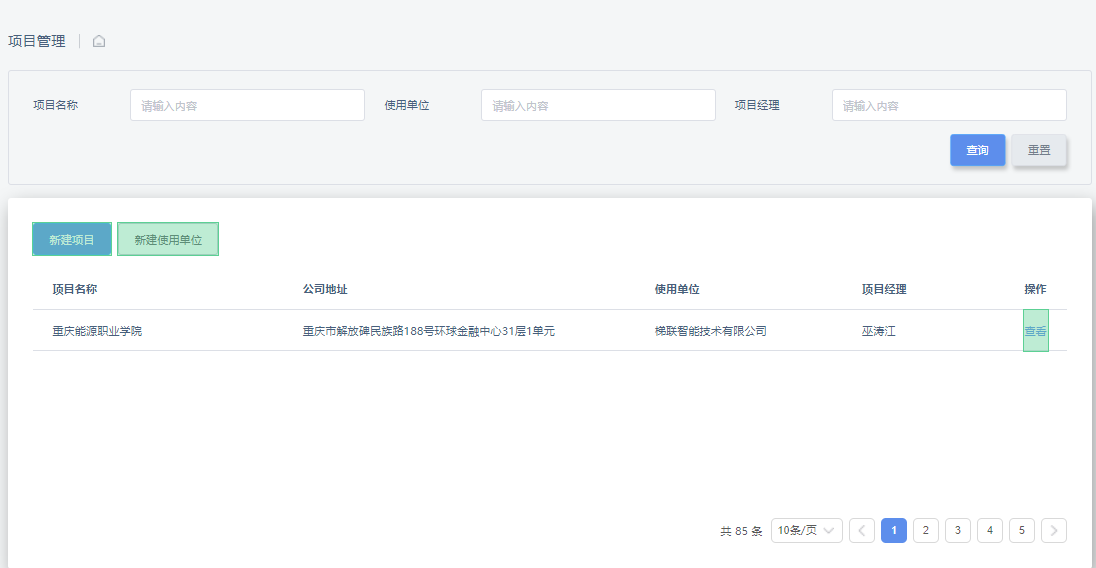 项目管理
项目名称 请输入内容 使用单位 请输入内容 项目经理 请输入内容
查询 重置
新建项目 新建使用单位
项目名称 公司地址 使用单位 项目经理 操作
重庆能源职业学院 重庆市解放碑民族路188号环球金融中心31层1单元 梯联智能技术有限公司 巫涛江 查看
共 85 条 10条/页 1 2 3 4 5